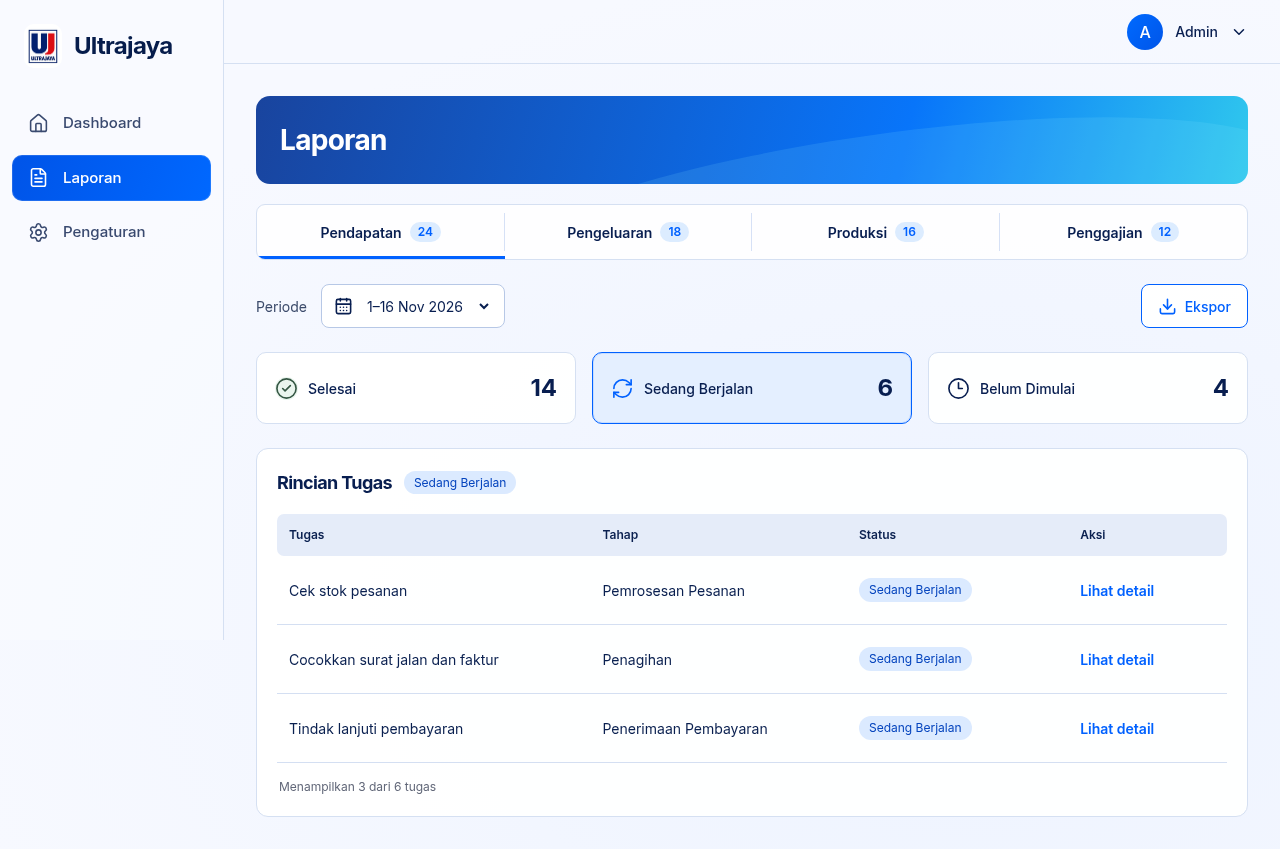 ULTRAJAYA
Ultrajaya
Dashboard
Laporan
Pengaturan
A
Admin
Laporan
Pendapatan 24
Pengeluaran 18
Produksi 16
Penggajian 12
Periode
1–16 Nov 2026
Ekspor
Selesai 14
Sedang Berjalan 6
Belum Dimulai 4
Rincian Tugas Sedang Berjalan
Tugas Tahap Status Aksi
Cek stok pesanan Pemrosesan Pesanan Sedang Berjalan Lihat detail
Cocokkan surat jalan dan faktur Penagihan Sedang Berjalan Lihat detail
Tindak lanjuti pembayaran Penerimaan Pembayaran Sedang Berjalan Lihat detail
Menampilkan 3 dari 6 tugas